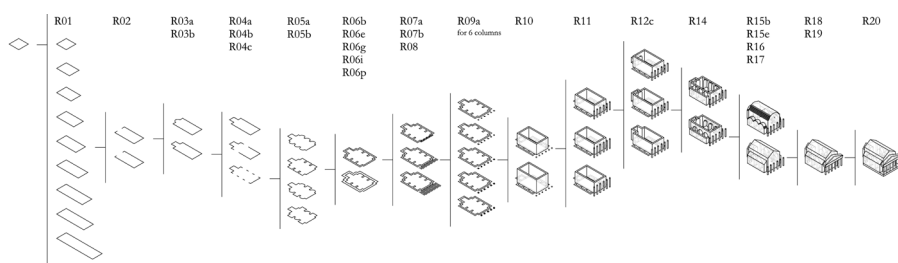 R01
R02
R03a
R03b
R04a
R04b
R04c
R05a
R05b
R06b
R06e
R06g
R06i
R06p
R07a
R07b
R08
R09a
for 6 columns
R10
R11
R12c
R14
R15b
R15e
R16
R17
R18
R19
R20